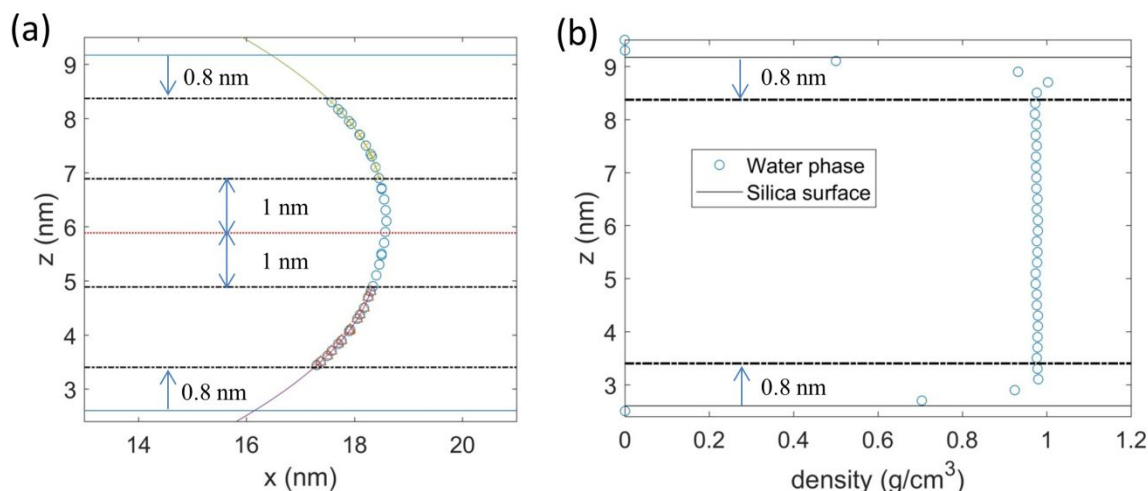 (a)
9
8
7
6
5
4
3
z (nm)
0.8 nm
1 nm
1 nm
0.8 nm
14 16 18 20
x (nm)
(b)
9
8
7
6
5
4
3
z (nm)
0.8 nm
Water phase
Silica surface
0.8 nm
0 0.2 0.4 0.6 0.8 1 1.2
density (g/cm³)